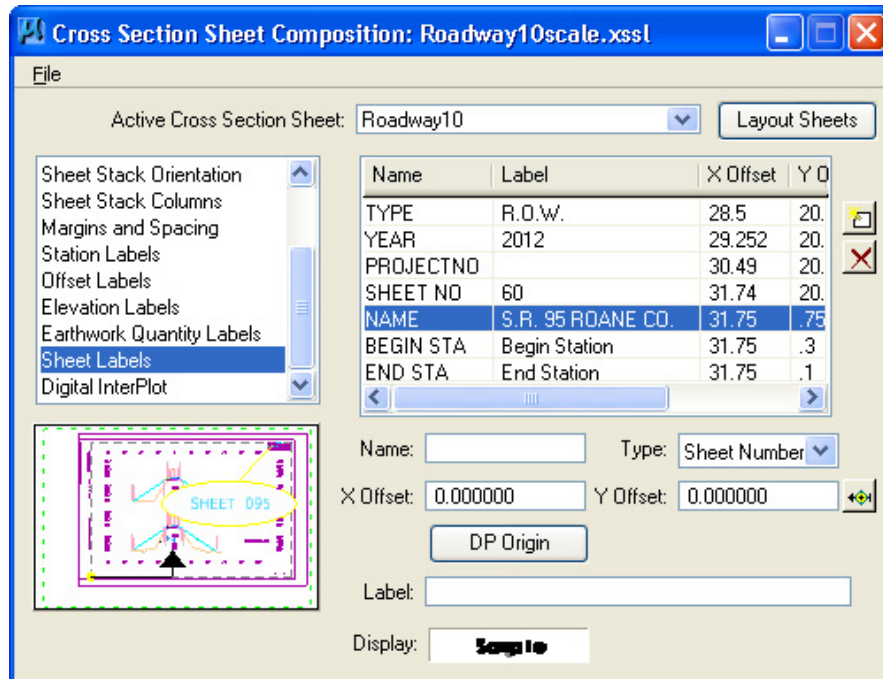 Cross Section Sheet Composition: Roadway10scale.xssl
File
Active Cross Section Sheet: Roadway10 Layout Sheets
Sheet Stack Orientation
Sheet Stack Columns
Margins and Spacing
Station Labels
Offset Labels
Elevation Labels
Earthwork Quantity Labels
Sheet Labels
Digital InterPlot
Name Label X Offset Y O
TYPE R.O.W. 28.5 20.
YEAR 2012 29.252 20.
PROJECTNO 30.49 20.
SHEET NO 60 31.74 20.
NAME S.R. 95 ROANE CO. 31.75 .75
BEGIN STA Begin Station 31.75 .3
END STA End Station 31.75 .1
SHEET 095
Name: Type: Sheet Number
X Offset: 0.000000 Y Offset: 0.000000
DP Origin
Label:
Display: Sample